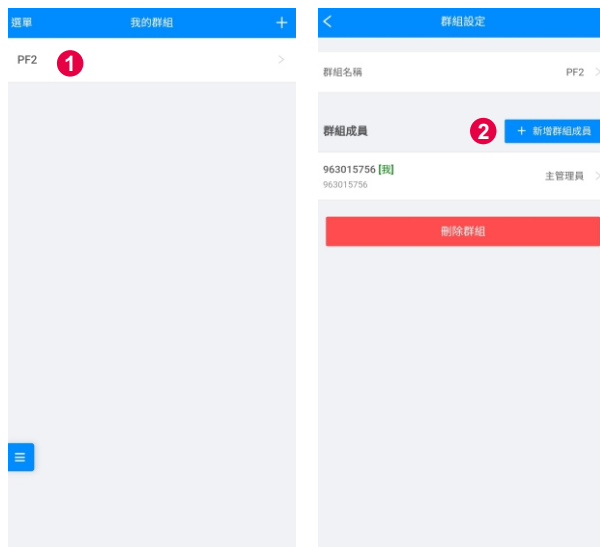 選單 我的群組 +
PF2 1 >
< 群組設定
群組名稱 PF2 >
群組成員 2 + 新增群組成員
963015756 [我]
963015756
主管理員 >
刪除群組